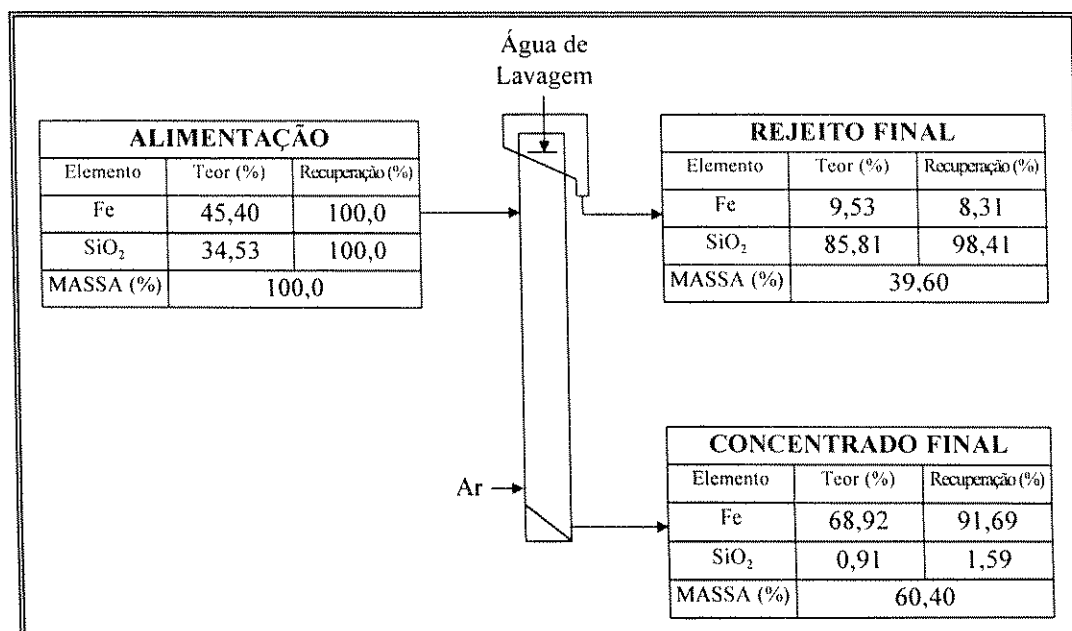 Água de
Lavagem
ALIMENTAÇÃO
Elemento Teor (%) Recuperação (%)
Fe 45,40 100,0
SiO₂ 34,53 100,0
MASSA (%) 100,0
REJEITO FINAL
Elemento Teor (%) Recuperação (%)
Fe 9,53 8,31
SiO₂ 85,81 98,41
MASSA (%) 39,60
Ar
CONCENTRADO FINAL
Elemento Teor (%) Recuperação (%)
Fe 68,92 91,69
SiO₂ 0,91 1,59
MASSA (%) 60,40